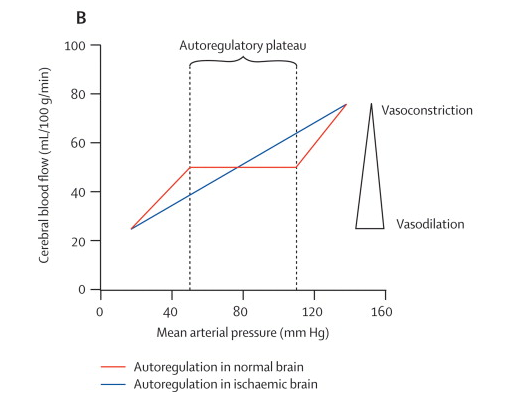 B
Autoregulatory plateau
100
80
60
40
20
0
Cerebral blood flow (mL/100 g/min)
0 40 80 120 160
Mean arterial pressure (mm Hg)
Vasoconstriction
Vasodilation
Autoregulation in normal brain
Autoregulation in ischaemic brain